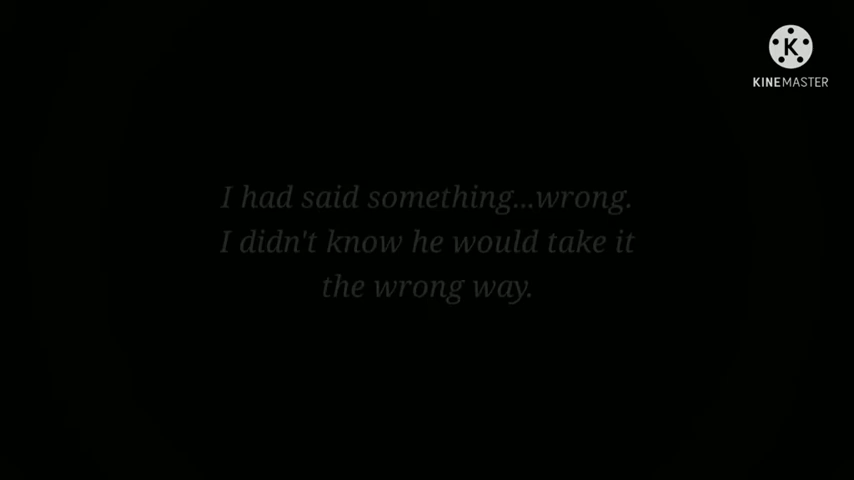 K
KINEMASTER
I had said something...wrong.
I didn't know he would take it
the wrong way.